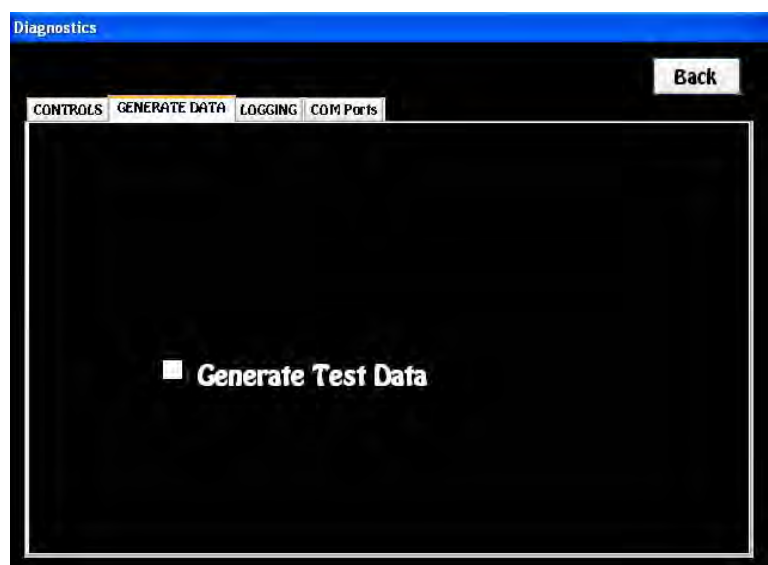 Diagnostics
Back
CONTROLS GENERATE DATA LOGGING COM Ports
Generate Test Data